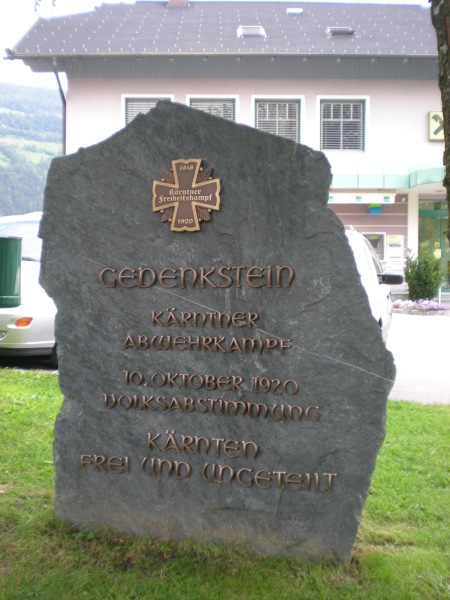 1918
Kärntner
Freiheitskampf
1920
GEDENKSTEIN
KÄRNTNER
ABWEHRKAMPF
10. OKTOBER 1920
VOLKSABSTIMMUNG
KÄRNTEN
FREI UND UNGETEILT